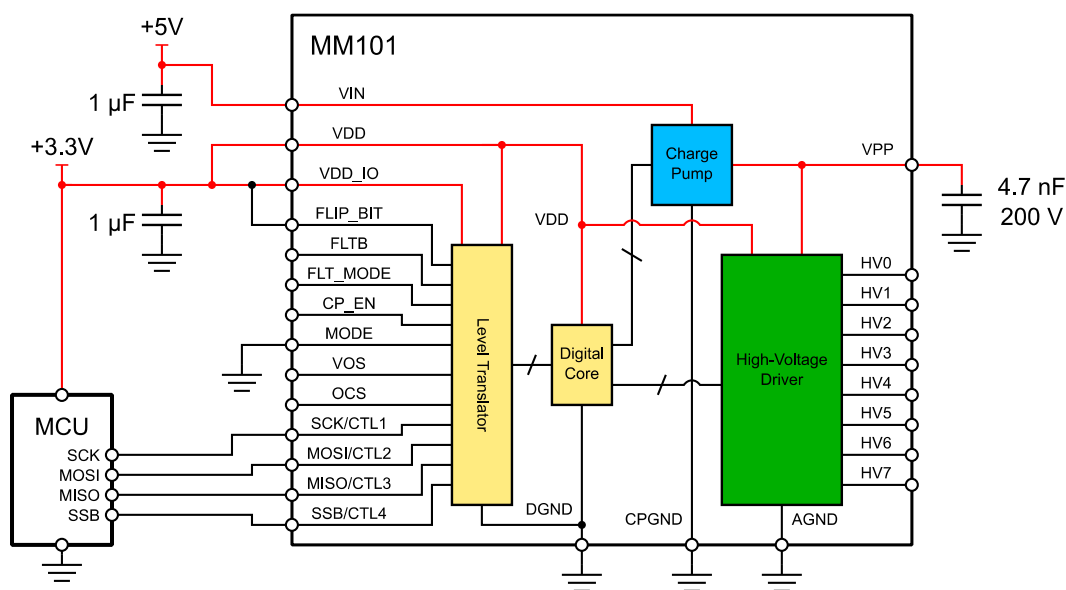 +5V
MM101
1 µF
VIN
+3.3V
VDD
Charge
Pump
VPP
VDD_IO
1 µF
4.7 nF
200 V
FLIP_BIT
VDD
FLTB
FLT_MODE
CP_EN
MODE
VOS
OCS
SCK/CTL1
MOSI/CTL2
MISO/CTL3
SSB/CTL4
Level Translator
Digital
Core
High-Voltage
Driver
HV0
HV1
HV2
HV3
HV4
HV5
HV6
HV7
MCU
SCK
MOSI
MISO
SSB
DGND
CPGND
AGND